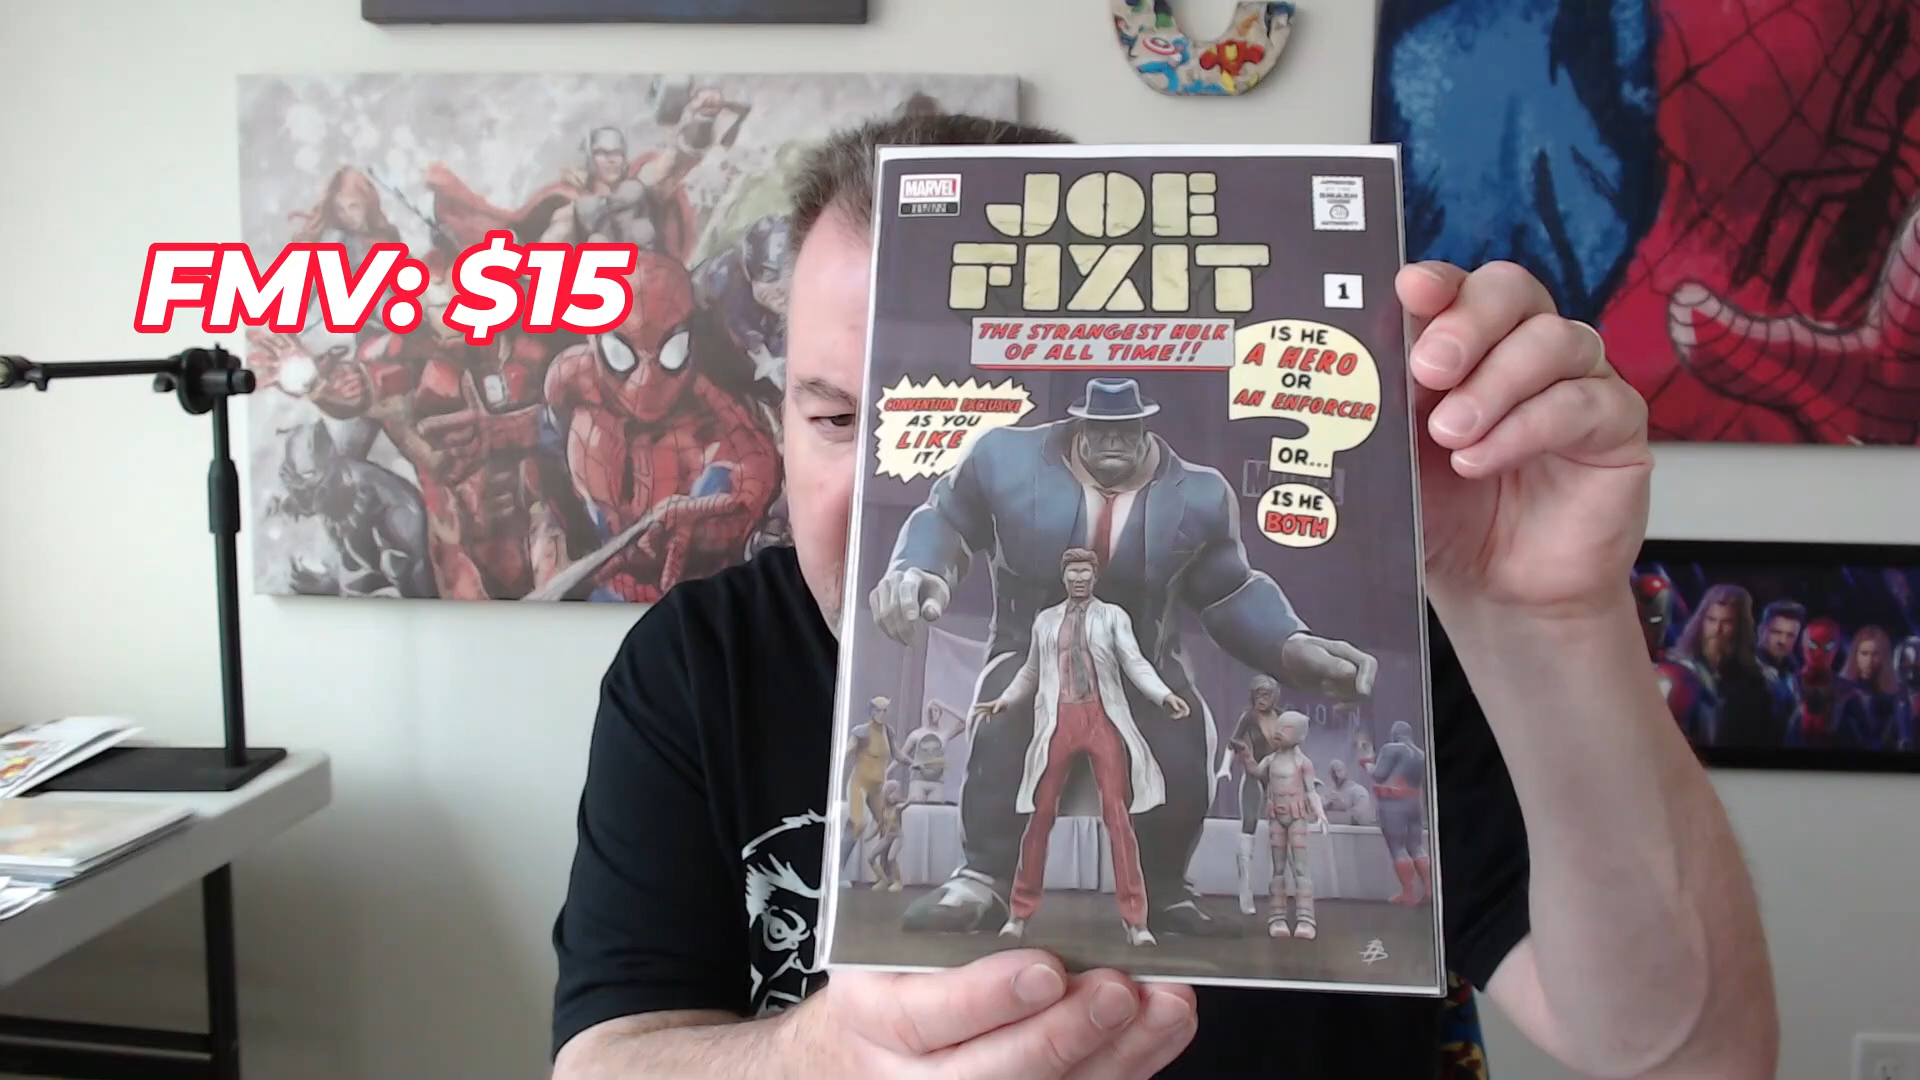 FMV: $15
MARVEL
JOE
FIXIT
1
THE STRANGEST HULK
OF ALL TIME!!
IS HE
A HERO
OR
AN ENFORCER
OR...
IS HE
BOTH
CONVENTION EXCLUSIVE
AS YOU
LIKE
IT!